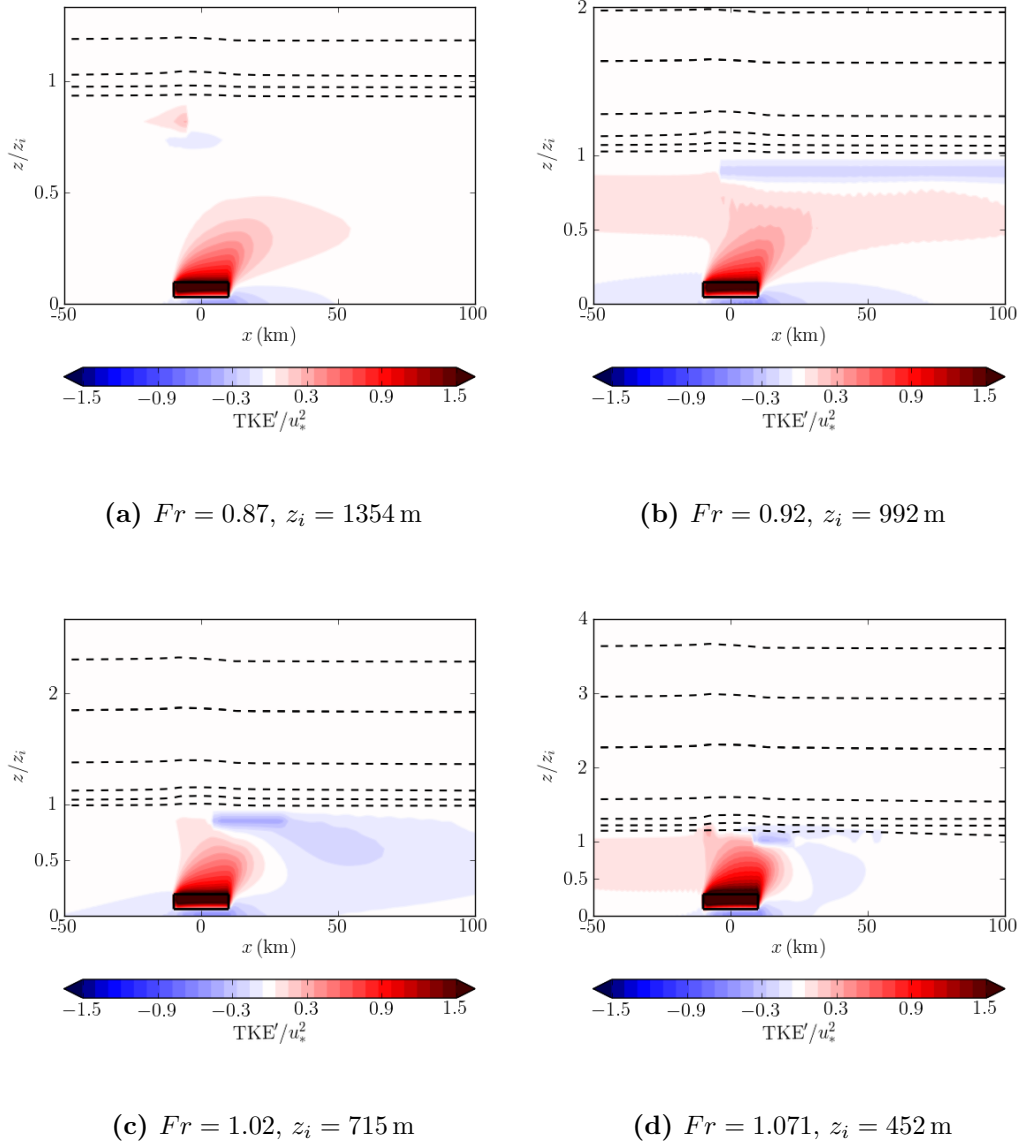 1
0.5
0
z/z_i
-50
0
50
100
x (km)
−1.5 −0.9 −0.3 0.3 0.9 1.5
TKE′/u_*^2
(a) Fr = 0.87, z_i = 1354 m
2
1.5
1
0.5
0
z/z_i
-50
0
50
100
x (km)
−1.5 −0.9 −0.3 0.3 0.9 1.5
TKE′/u_*^2
(b) Fr = 0.92, z_i = 992 m
2
1
0.5
0
z/z_i
-50
0
50
100
x (km)
−1.5 −0.9 −0.3 0.3 0.9 1.5
TKE′/u_*^2
(c) Fr = 1.02, z_i = 715 m
4
3
2
1
0.5
0
z/z_i
-50
0
50
100
x (km)
−1.5 −0.9 −0.3 0.3 0.9 1.5
TKE′/u_*^2
(d) Fr = 1.071, z_i = 452 m